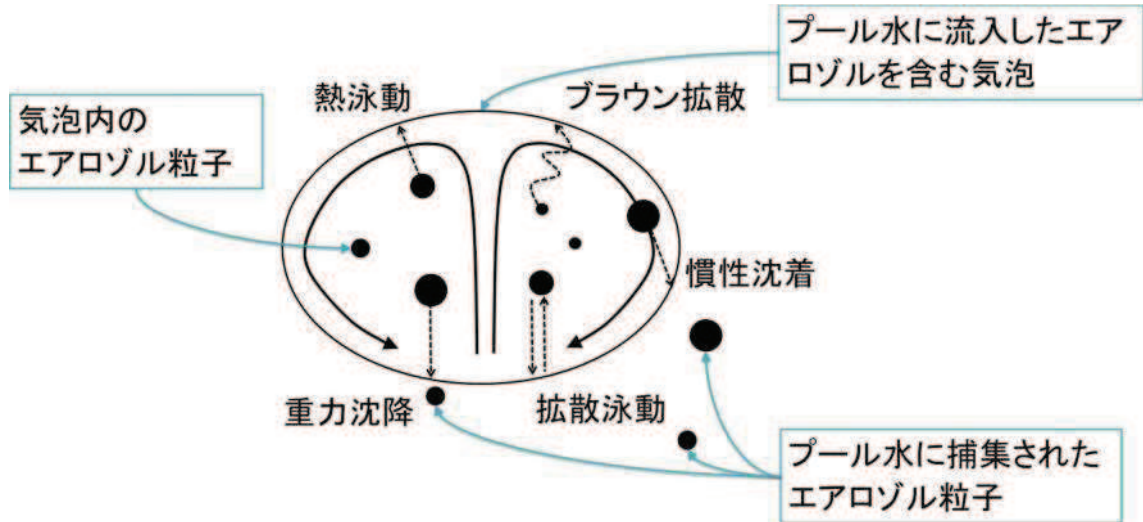 プール水に流入したエア
ロゾルを含む気泡
熱泳動
ブラウン拡散
気泡内の
エアロゾル粒子
慣性沈着
重力沈降
拡散泳動
プール水に捕集された
エアロゾル粒子